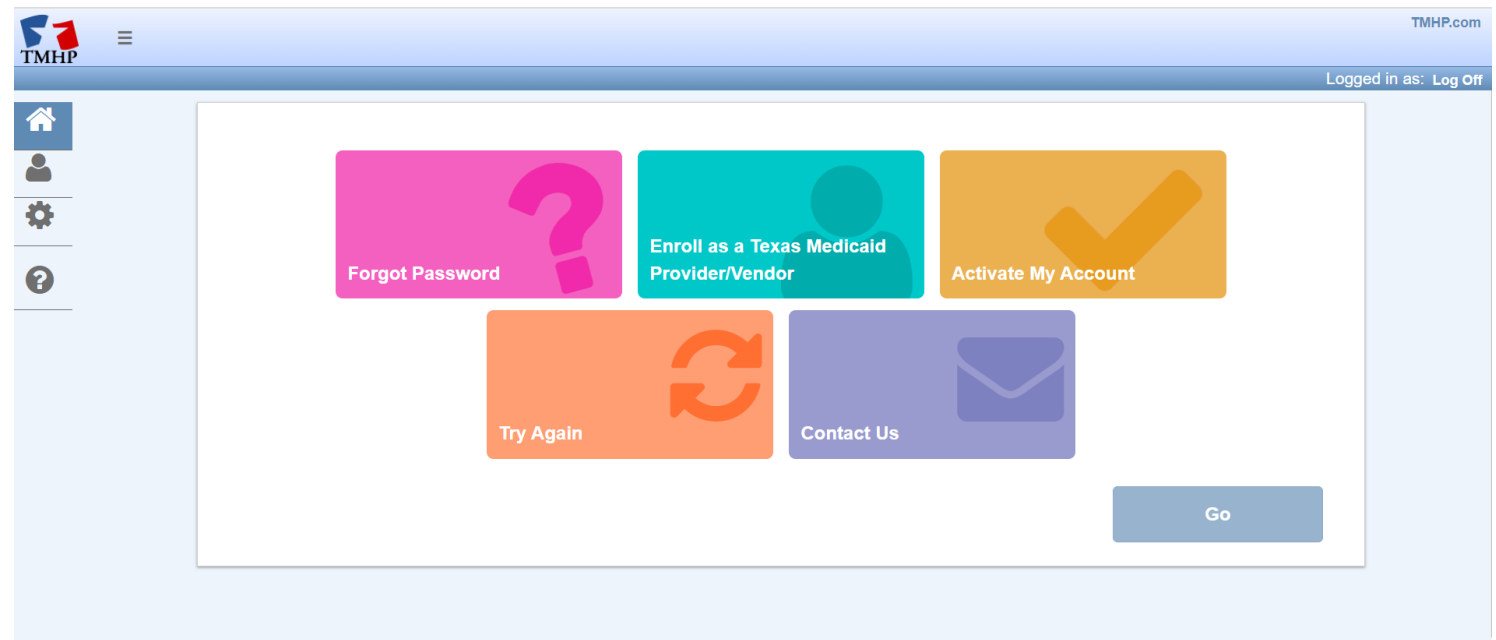 TMHP.com
TMHP
Logged in as: Log Off
Forgot Password
Enroll as a Texas Medicaid
Provider/Vendor
Activate My Account
Try Again
Contact Us
Go